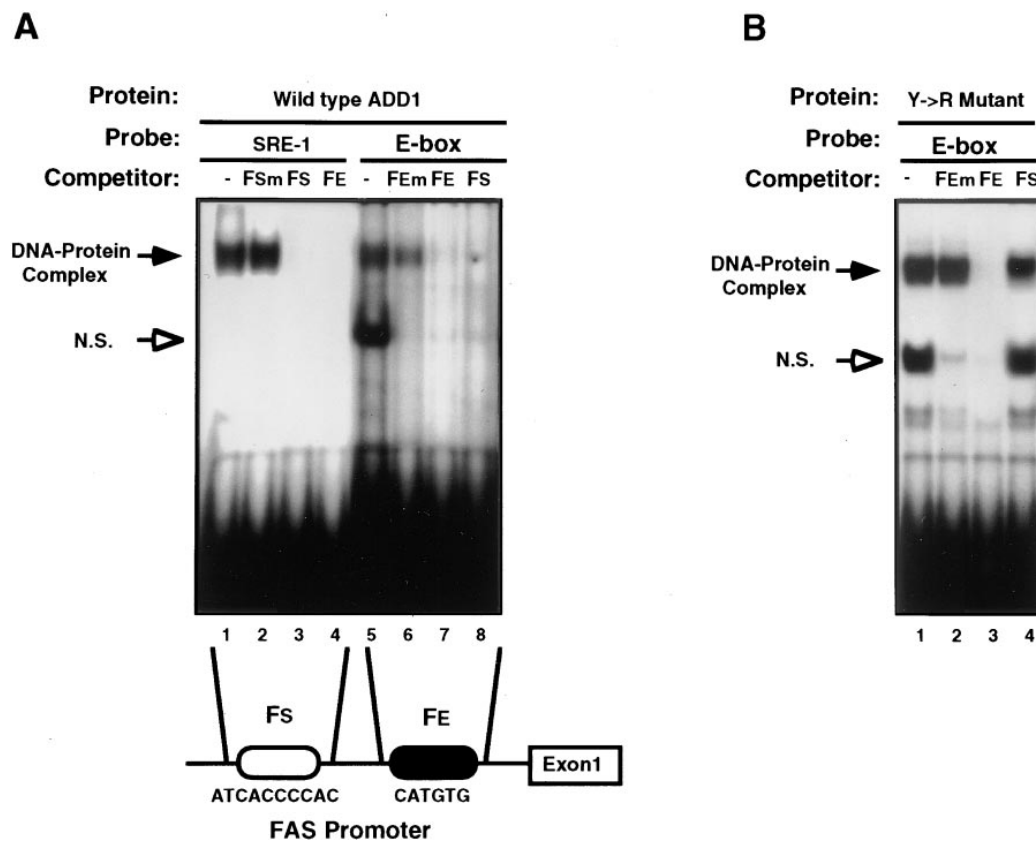 A
Protein: Wild type ADD1
Probe: SRE-1 E-box
Competitor: - FSm FS FE - FEm FE FS
DNA-Protein
Complex
N.S.
1 2 3 4 5 6 7 8
FS FE
Exon1
ATCACCCCAC CATGTG
FAS Promoter
B
Protein: Y->R Mutant
Probe: E-box
Competitor: - FEm FE FS
DNA-Protein
Complex
N.S.
1 2 3 4